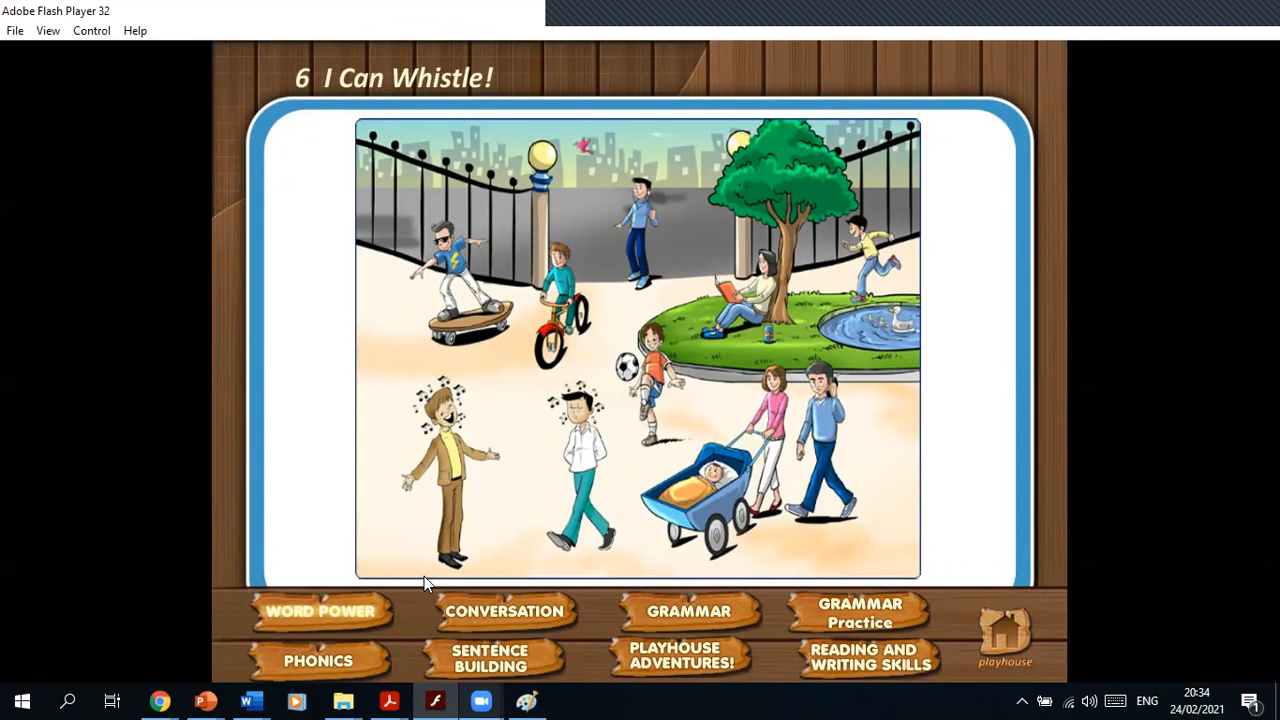 Adobe Flash Player 32
File View Control Help
6 I Can Whistle!
WORD POWER
CONVERSATION
GRAMMAR
GRAMMAR
Practice
PHONICS
SENTENCE
BUILDING
PLAYHOUSE
ADVENTURES!
READING AND
WRITING SKILLS
playhouse
ENG
20:34
24/02/2021